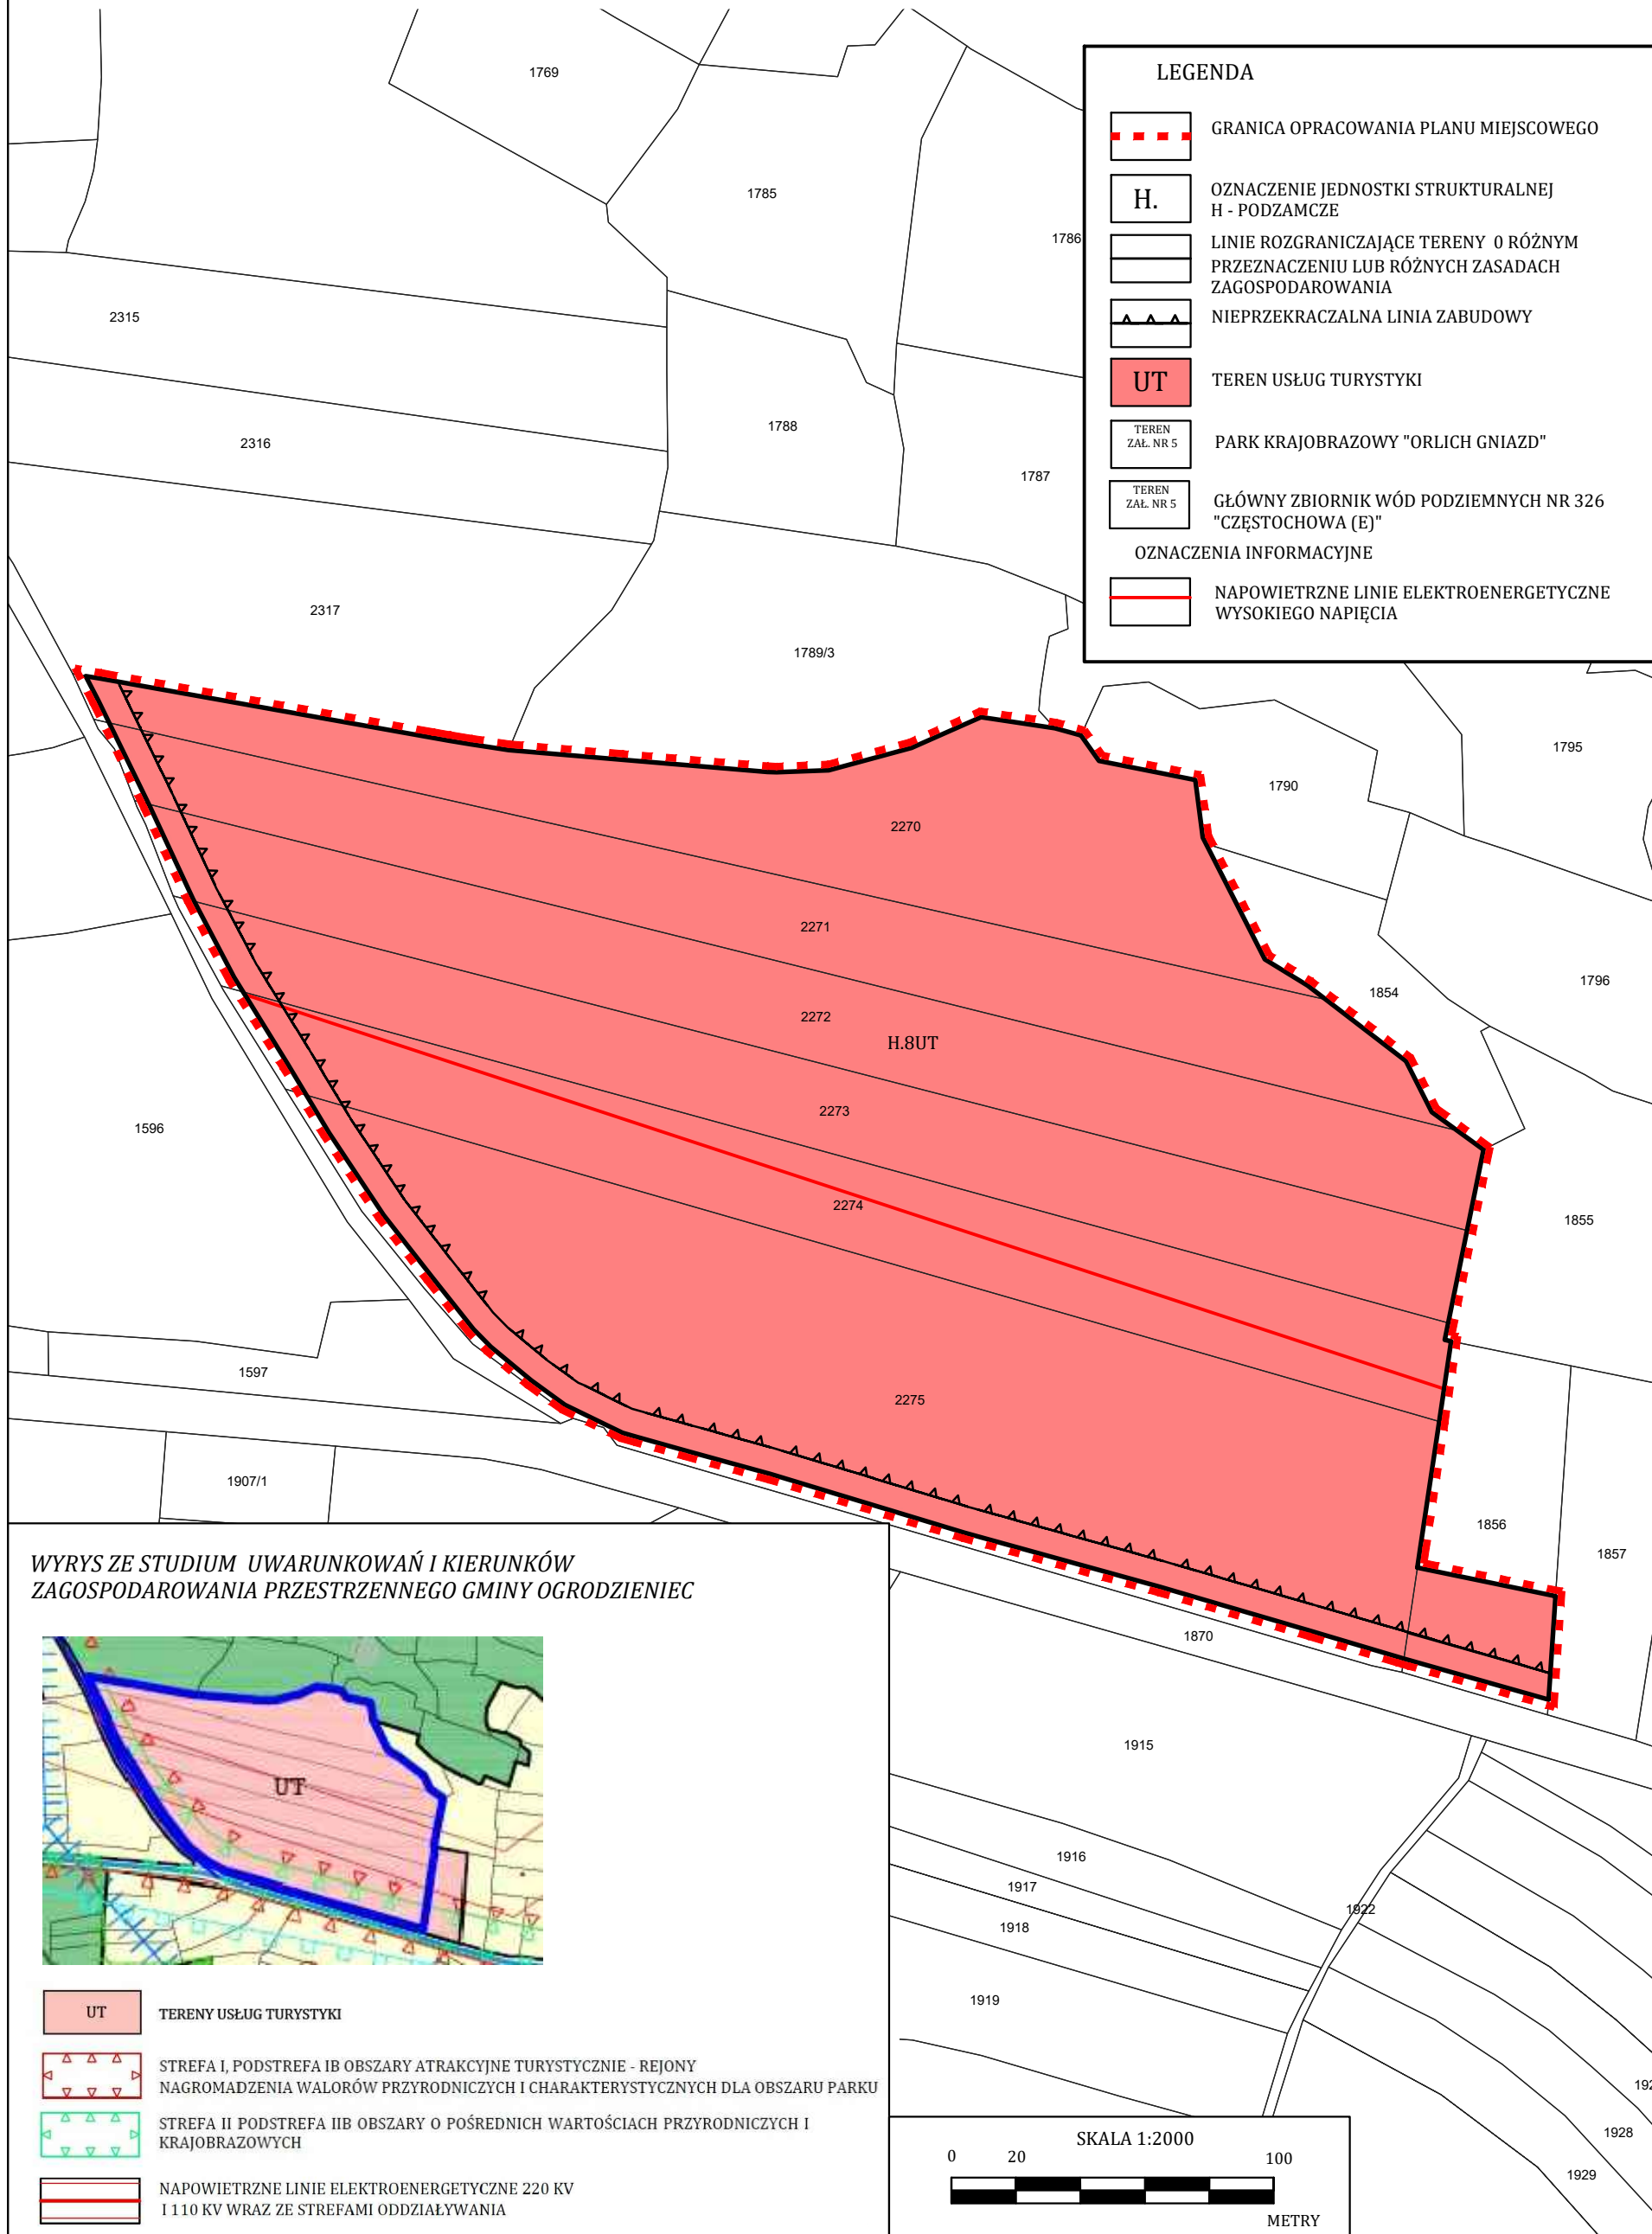 LEGENDA
GRANICA OPRACOWANIA PLANU MIEJSCOWEGO
H.
OZNACZENIE JEDNOSTKI STRUKTURALNEJ
H - PODZAMCZE
LINIE ROZGRANICZAJĄCE TERENY 0 RÓŻNYM
PRZEZNACZENIU LUB RÓŻNYCH ZASADACH
ZAGOSPODAROWANIA
NIEPRZEKRACZALNA LINIA ZABUDOWY
UT
TEREN USŁUG TURYSTYKI
TEREN
ZAŁ. NR 5
PARK KRAJOBRAZOWY "ORLICH GNIAZD"
TEREN
ZAŁ. NR 5
GŁÓWNY ZBIORNIK WÓD PODZIEMNYCH NR 326
"CZĘSTOCHOWA (E)"
OZNACZENIA INFORMACYJNE
NAPOWIETRZNE LINIE ELEKTROENERGETYCZNE
WYSOKIEGO NAPIĘCIA
1769
1785
1786
2315
1788
2316
1787
2317
1789/3
1795
1790
2270
2271
1796
1854
2272
H.8UT
2273
1596
2274
1855
1597
2275
1907/1
1856
1857
1870
1915
1916
1917
1922
1918
1919
1928
1929
WYRYS ZE STUDIUM UWARUNKOWAŃ I KIERUNKÓW
ZAGOSPODAROWANIA PRZESTRZENNEGO GMINY OGRODZIENIEC
UT
UT
TERENY USŁUG TURYSTYKI
STREFA I, PODSTREFA IB OBSZARY ATRAKCYJNE TURYSTYCZNIE - REJONY
NAGROMADZENIA WALORÓW PRZYRODNICZYCH I CHARAKTERYSTYCZNYCH DLA OBSZARU PARKU
STREFA II PODSTREFA IIB OBSZARY O POŚREDNICH WARTOŚCIACH PRZYRODNICZYCH I
KRAJOBRAZOWYCH
NAPOWIETRZNE LINIE ELEKTROENERGETYCZNE 220 KV
I 110 KV WRAZ ZE STREFAMI ODDZIAŁYWANIA
SKALA 1:2000
0 20 100
METRY